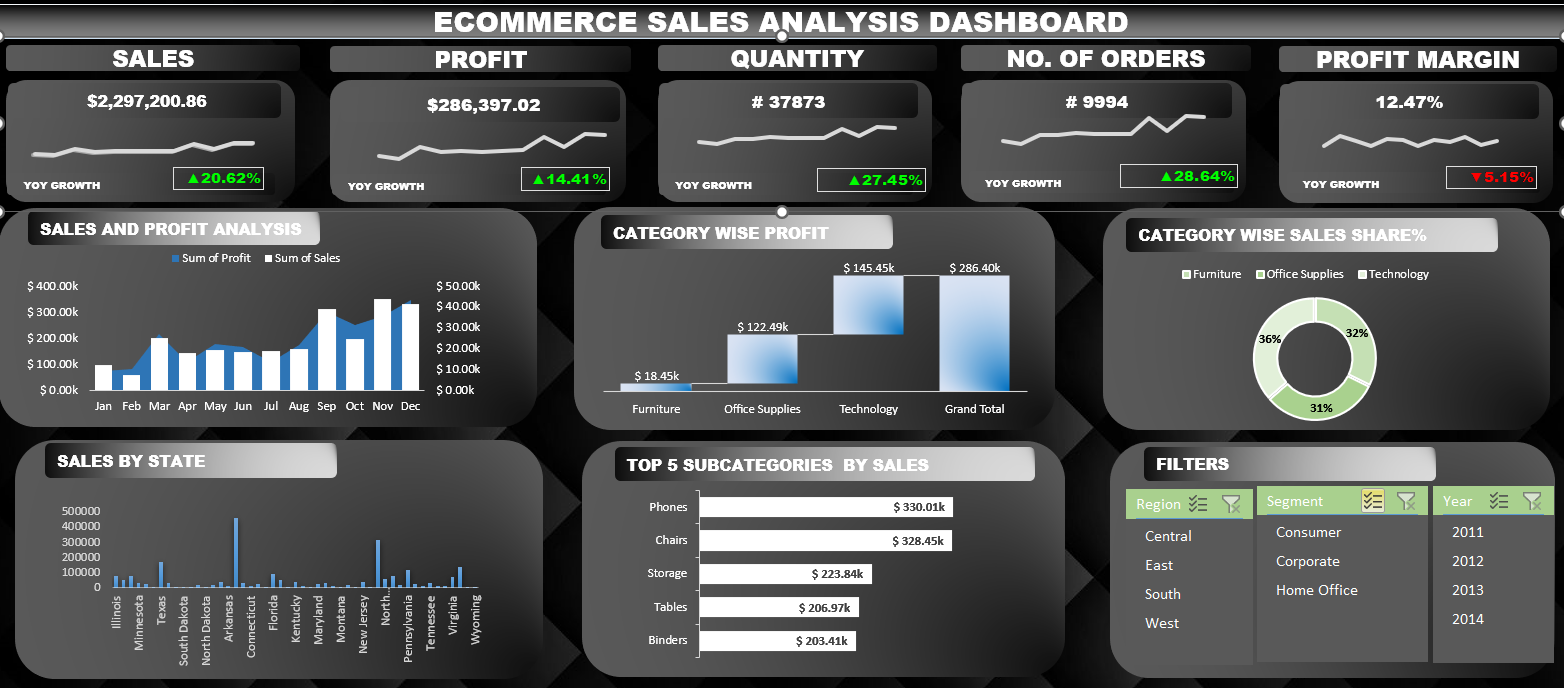 ECOMMERCE SALES ANALYSIS DASHBOARD
SALES
$2,297,200.86
YOY GROWTH
▲20.62%
PROFIT
$286,397.02
YOY GROWTH
▲14.41%
QUANTITY
# 37873
YOY GROWTH
▲27.45%
NO. OF ORDERS
# 9994
YOY GROWTH
▲28.64%
PROFIT MARGIN
12.47%
YOY GROWTH
▼5.15%
SALES AND PROFIT ANALYSIS
Sum of Profit Sum of Sales
$ 400.00k
$ 300.00k
$ 200.00k
$ 100.00k
$ 0.00k
$ 50.00k
$ 40.00k
$ 30.00k
$ 20.00k
$ 10.00k
$ 0.00k
Jan Feb Mar Apr May Jun Jul Aug Sep Oct Nov Dec
CATEGORY WISE PROFIT
$ 18.45k
$ 122.49k
$ 145.45k
$ 286.40k
Furniture Office Supplies Technology Grand Total
CATEGORY WISE SALES SHARE%
Furniture Office Supplies Technology
36%
32%
31%
SALES BY STATE
500000
400000
300000
200000
100000
0
Illinois
Minnesota
Texas
South Dakota
North Dakota
Arkansas
Connecticut
Florida
Kentucky
Maryland
Montana
New Jersey
North...
Pennsylvania
Tennessee
Virginia
Wyoming
TOP 5 SUBCATEGORIES BY SALES
Phones $ 330.01k
Chairs $ 328.45k
Storage $ 223.84k
Tables $ 206.97k
Binders $ 203.41k
FILTERS
Region
Central
East
South
West
Segment
Consumer
Corporate
Home Office
Year
2011
2012
2013
2014